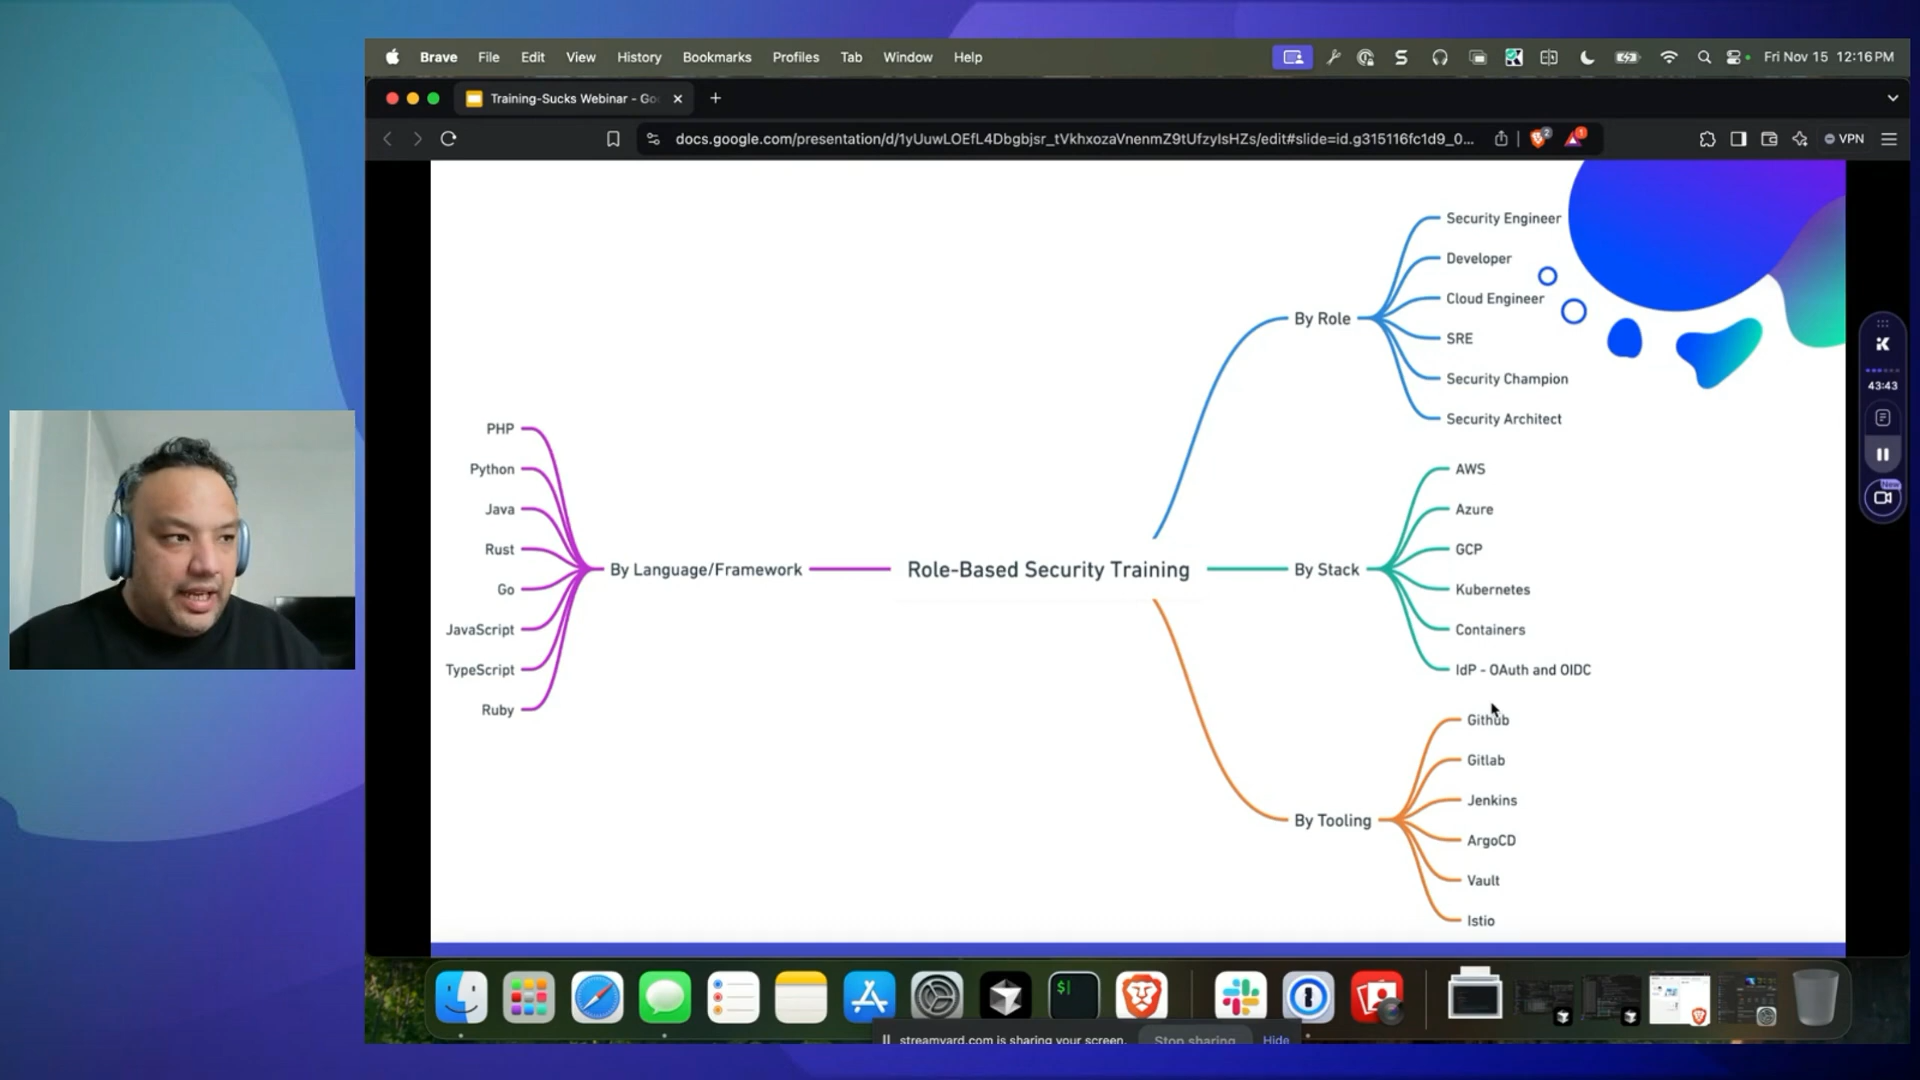 Brave File Edit View History Bookmarks Profiles Tab Window Help
Fri Nov 15 12:16 PM
Training-Sucks Webinar - Go
docs.google.com/presentation/d/1yUuwLOEfL4Dbgbjsr_tVkhxozaVnenmZ9tUfzyIsHZs/edit#slide=id.g315116fc1d9_0...
2
1
VPN
Security Engineer
Developer
Cloud Engineer
By Role
SRE
Security Champion
Security Architect
43:43
New
PHP
Python
Java
Rust
Go
JavaScript
TypeScript
Ruby
By Language/Framework
Role-Based Security Training
By Stack
AWS
Azure
GCP
Kubernetes
Containers
IdP - OAuth and OIDC
By Tooling
Github
Gitlab
Jenkins
ArgoCD
Vault
Istio
streamyard.com is sharing your screen.
Stop sharing
Hide